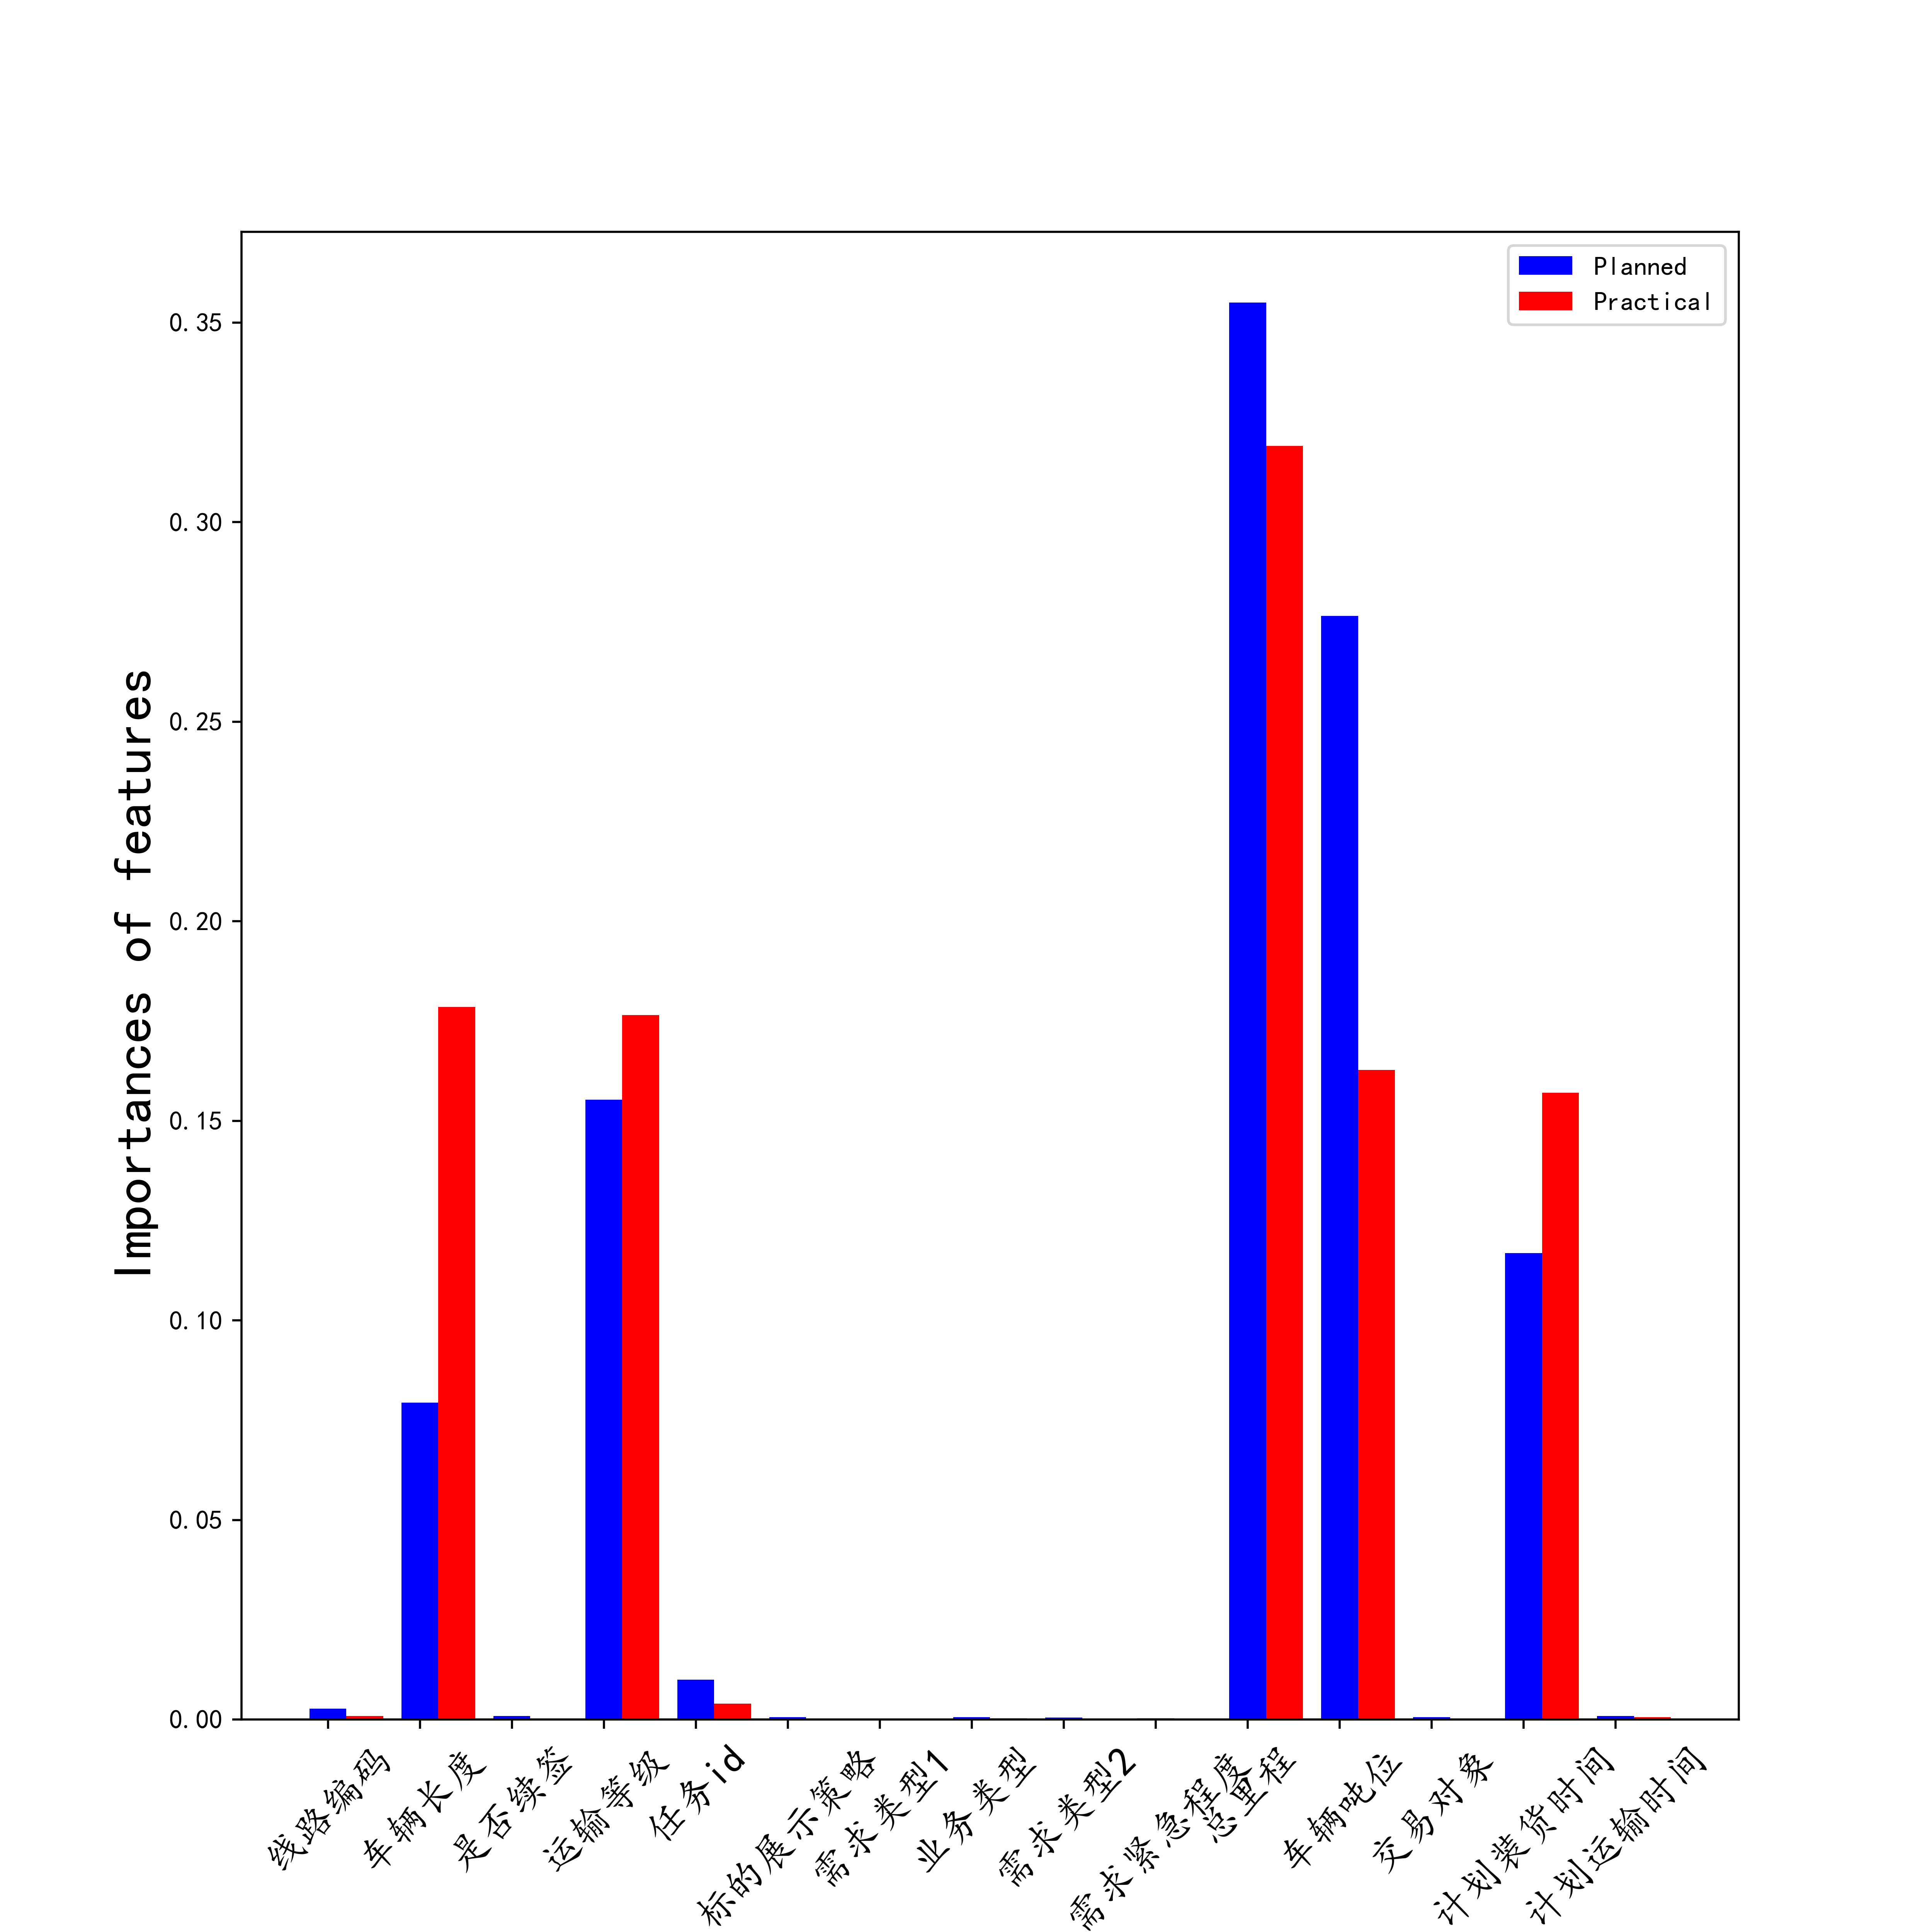 Planned
Practical
Importances of features
0.35
0.30
0.25
0.20
0.15
0.10
0.05
0.00
线路编码
车辆长度
是否续签
运输等级
任务id
标的展示策略
需求类型1
业务类型
需求类型2
需求紧急程度
总里程
车辆吨位
交易对象
计划装货时间
计划运输时间